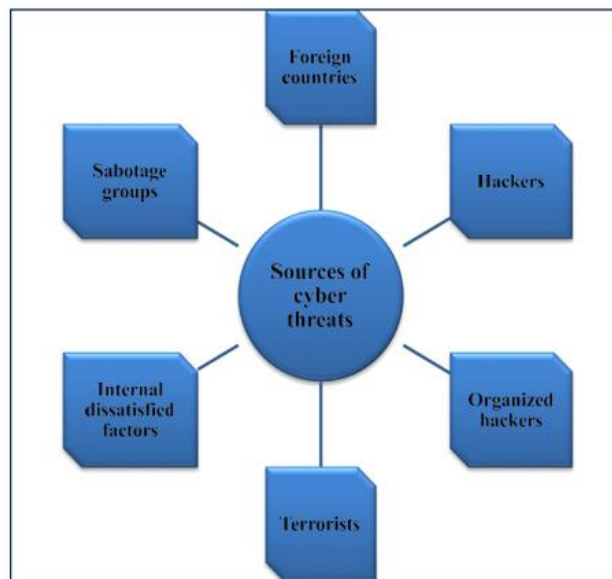 Foreign
countries
Hackers
Organized
hackers
Terrorists
Internal
dissatisfied
factors
Sabotage
groups
Sources of
cyber
threats